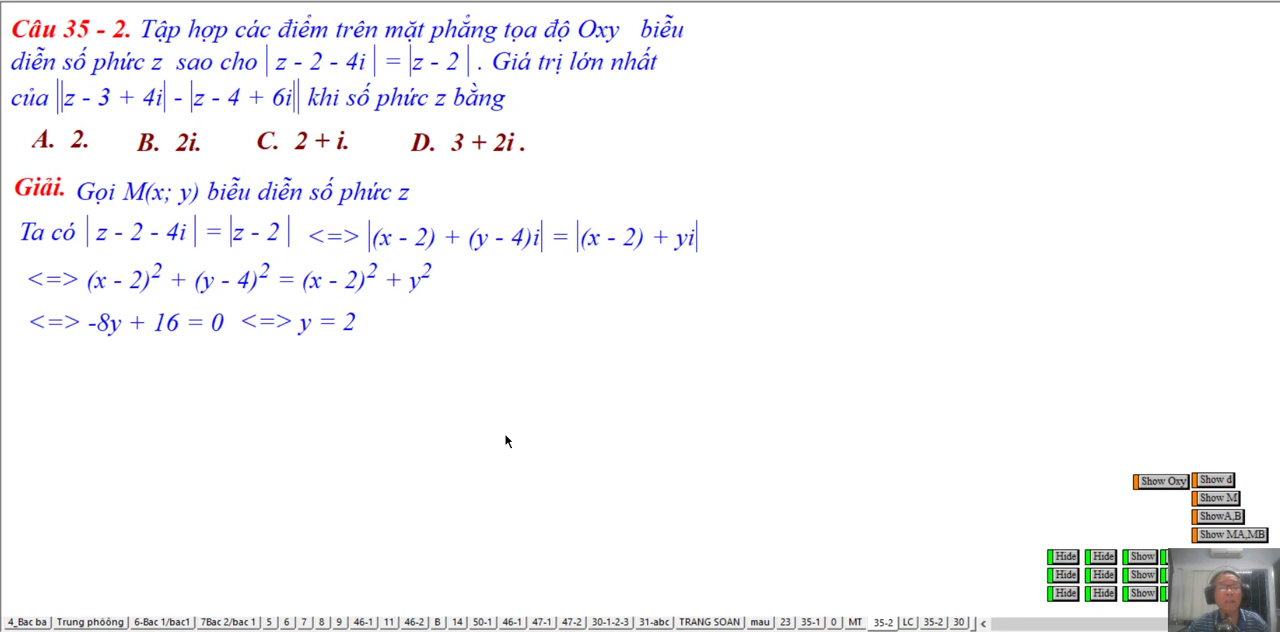 Câu 35 - 2. Tập hợp các điểm trên mặt phẳng tọa độ Oxy biễu
diễn số phức z sao cho | z - 2 - 4i | = |z - 2 | . Giá trị lớn nhất
của ||z - 3 + 4i| - |z - 4 + 6i|| khi số phức z bằng
A. 2. B. 2i. C. 2 + i. D. 3 + 2i .
Giải. Gọi M(x; y) biễu diễn số phức z
Ta có | z - 2 - 4i | = |z - 2 | <=> |(x - 2) + (y - 4)i| = |(x - 2) + yi|
<=> (x - 2)² + (y - 4)² = (x - 2)² + y²
<=> -8y + 16 = 0 <=> y = 2
Show Oxy Show d
Show M
ShowA,B
Show MA,MB
Hide Hide Show
Hide Hide Show
Hide Hide Show
4_Bac ba Trung phöông 6-Bac 1/bac1 7Bac 2/bac 1 5 6 7 8 9 46-1 11 46-2 B 14 50-1 46-1 47-1 47-2 30-1-2-3 31-abc TRANG SOAN mau 23 35-1 0 MT 35-2 LC 35-2 30 <